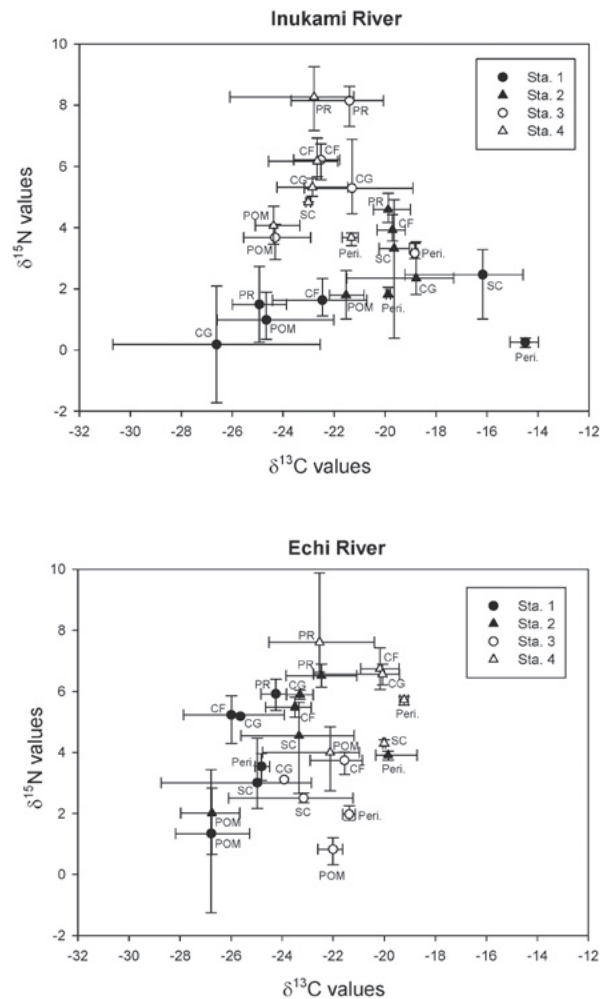 Inukami River
10
8
6
4
2
0
-2
δ15N values
Sta. 1
Sta. 2
Sta. 3
Sta. 4
PR
PR
CF
CF
CG
CG
SC
PR
POM
CF
POM
Peri.
SC
Peri.
PR
CF
POM
Peri.
CG
SC
POM
CG
Peri.
-32 -30 -28 -26 -24 -22 -20 -18 -16 -14 -12
δ13C values
Echi River
10
8
6
4
2
0
-2
δ15N values
Sta. 1
Sta. 2
Sta. 3
Sta. 4
PR
PR
CF
CG
PR
CG
CF
CG
CF
Peri.
SC
POM
SC
Peri.
CG
CF
Peri.
SC
SC
Peri.
POM
POM
POM
-32 -30 -28 -26 -24 -22 -20 -18 -16 -14 -12
δ13C values